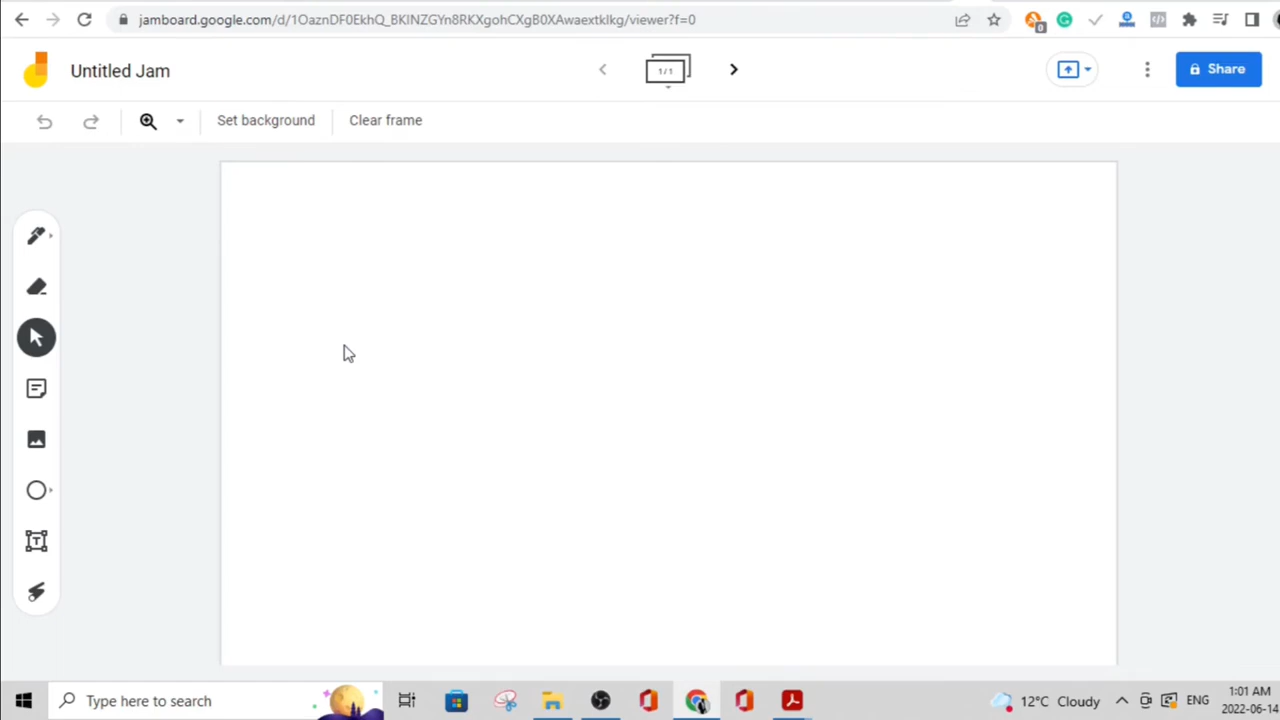 jamboard.google.com/d/1OaznDF0EkhQ_BKINZGYn8RKXgohCXgB0XAwaextklkg/viewer?f=0
0
Untitled Jam
1/1
Share
Set background
Clear frame
T
Type here to search
12°C Cloudy
ENG
1:01 AM
2022-06-14